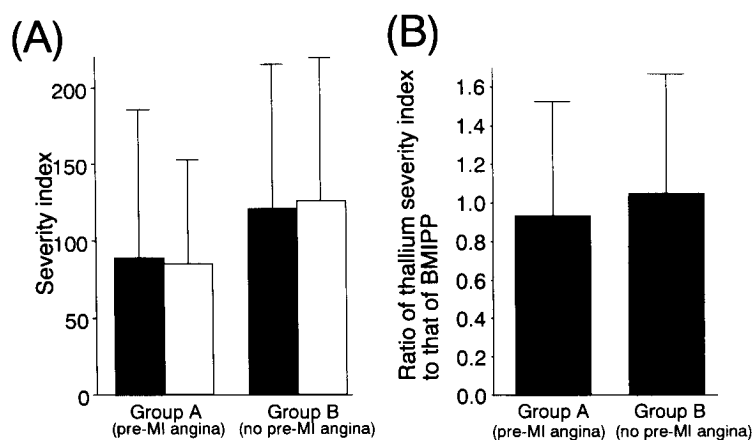 (A)
Severity index
200
150
100
50
0
Group A
(pre-MI angina)
Group B
(no pre-MI angina)
(B)
Ratio of thallium severity index
to that of BMIPP
1.6
1.4
1.2
1.0
0.8
0.6
0.4
0.2
0.0
Group A
(pre-MI angina)
Group B
(no pre-MI angina)